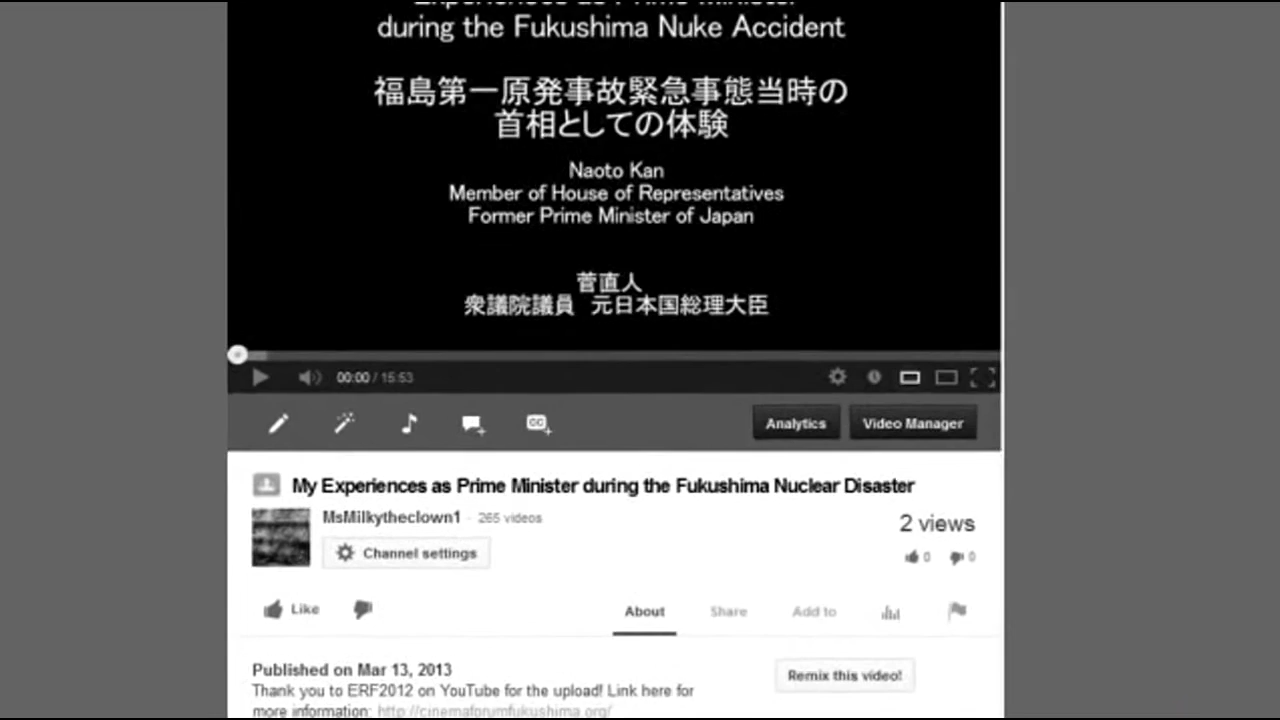 Experiences as Prime Minister
during the Fukushima Nuke Accident
福島第一原発事故緊急事態当時の
首相としての体験
Naoto Kan
Member of House of Representatives
Former Prime Minister of Japan
菅直人
衆議院議員 元日本国総理大臣
00:00 / 15:53
CC
Analytics
Video Manager
My Experiences as Prime Minister during the Fukushima Nuclear Disaster
MsMilkytheclown1 · 265 videos
2 views
Channel settings
0 0
Like
About
Share
Add to
Published on Mar 13, 2013
Remix this video!
Thank you to ERF2012 on YouTube for the upload! Link here for
more information: http://cinemaforumfukushima.org/